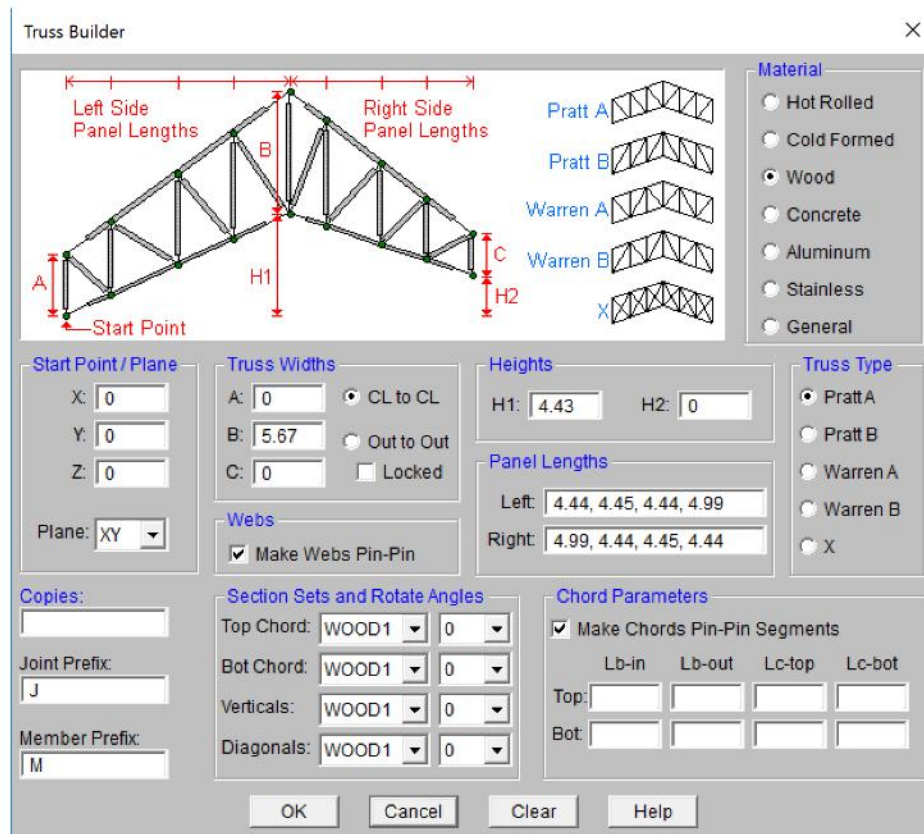 Truss Builder
Left Side
Panel Lengths
Right Side
Panel Lengths
B
A
H1
C
H2
Start Point
Pratt A
Pratt B
Warren A
Warren B
X
Material
Hot Rolled
Cold Formed
Wood
Concrete
Aluminum
Stainless
General
Start Point / Plane
X: 0
Y: 0
Z: 0
Plane: XY
Truss Widths
A: 0
B: 5.67
C: 0
CL to CL
Out to Out
Locked
Webs
Make Webs Pin-Pin
Heights
H1: 4.43 H2: 0
Panel Lengths
Left: 4.44, 4.45, 4.44, 4.99
Right: 4.99, 4.44, 4.45, 4.44
Truss Type
Pratt A
Pratt B
Warren A
Warren B
X
Copies:
Joint Prefix:
J
Member Prefix:
M
Section Sets and Rotate Angles
Top Chord: WOOD1 0
Bot Chord: WOOD1 0
Verticals: WOOD1 0
Diagonals: WOOD1 0
Chord Parameters
Make Chords Pin-Pin Segments
Lb-in Lb-out Lc-top Lc-bot
Top:
Bot:
OK Cancel Clear Help